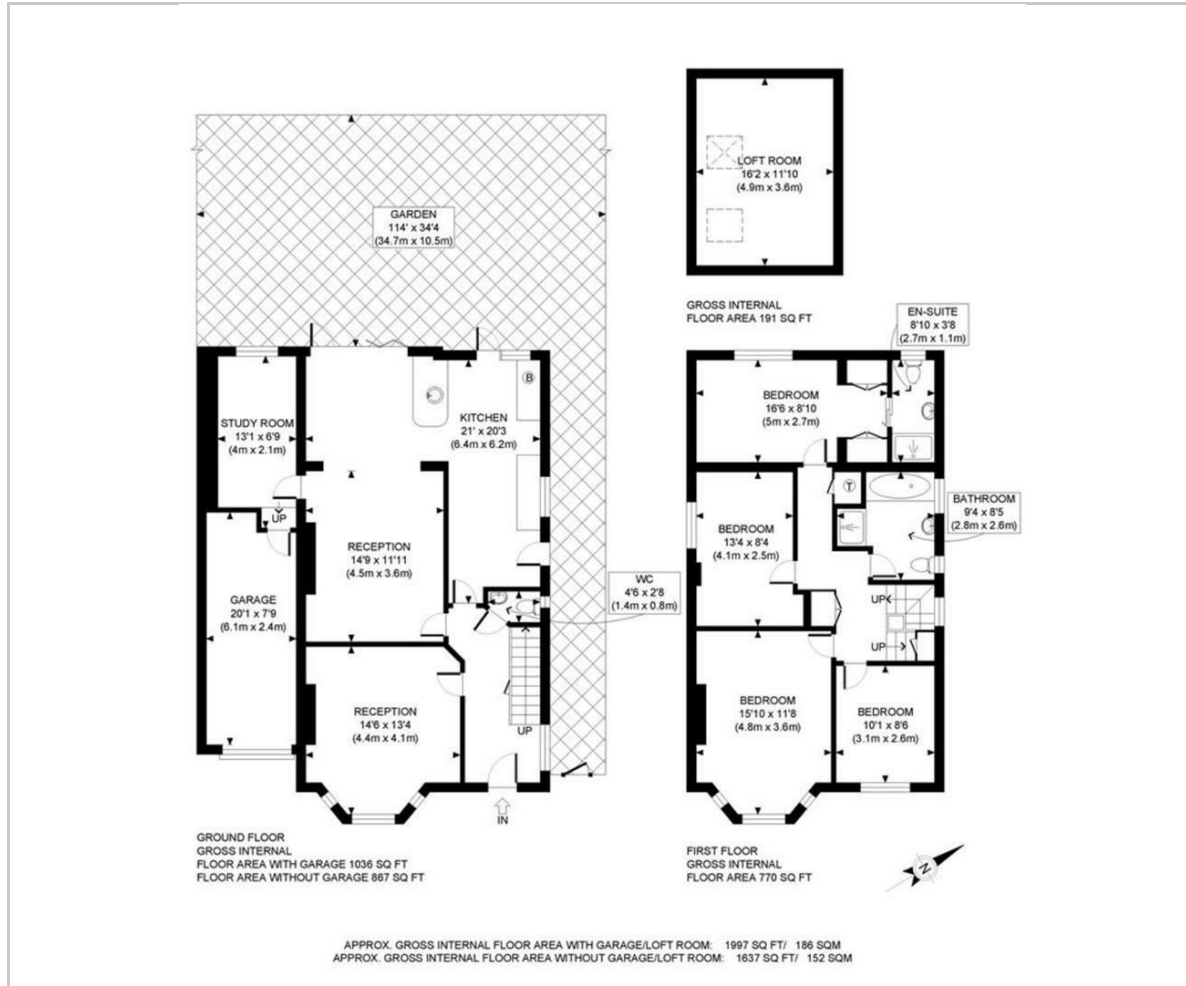 LOFT ROOM
16'2 x 11'10
(4.9m x 3.6m)
GROSS INTERNAL
FLOOR AREA 191 SQ FT
GARDEN
114' x 34'4
(34.7m x 10.5m)
STUDY ROOM
13'1 x 6'9
(4m x 2.1m)
UP
B
KITCHEN
21' x 20'3
(6.4m x 6.2m)
RECEPTION
14'9 x 11'11
(4.5m x 3.6m)
GARAGE
20'1 x 7'9
(6.1m x 2.4m)
WC
4'6 x 2'8
(1.4m x 0.8m)
RECEPTION
14'6 x 13'4
(4.4m x 4.1m)
UP
IN
GROUND FLOOR
GROSS INTERNAL
FLOOR AREA WITH GARAGE 1036 SQ FT
FLOOR AREA WITHOUT GARAGE 867 SQ FT
EN-SUITE
8'10 x 3'8
(2.7m x 1.1m)
BEDROOM
16'6 x 8'10
(5m x 2.7m)
T
BATHROOM
9'4 x 8'5
(2.8m x 2.6m)
BEDROOM
13'4 x 8'4
(4.1m x 2.5m)
UP
UP
BEDROOM
15'10 x 11'8
(4.8m x 3.6m)
BEDROOM
10'1 x 8'6
(3.1m x 2.6m)
FIRST FLOOR
GROSS INTERNAL
FLOOR AREA 770 SQ FT
N
APPROX. GROSS INTERNAL FLOOR AREA WITH GARAGE/LOFT ROOM: 1997 SQ FT/ 186 SQM
APPROX. GROSS INTERNAL FLOOR AREA WITHOUT GARAGE/LOFT ROOM: 1637 SQ FT/ 152 SQM